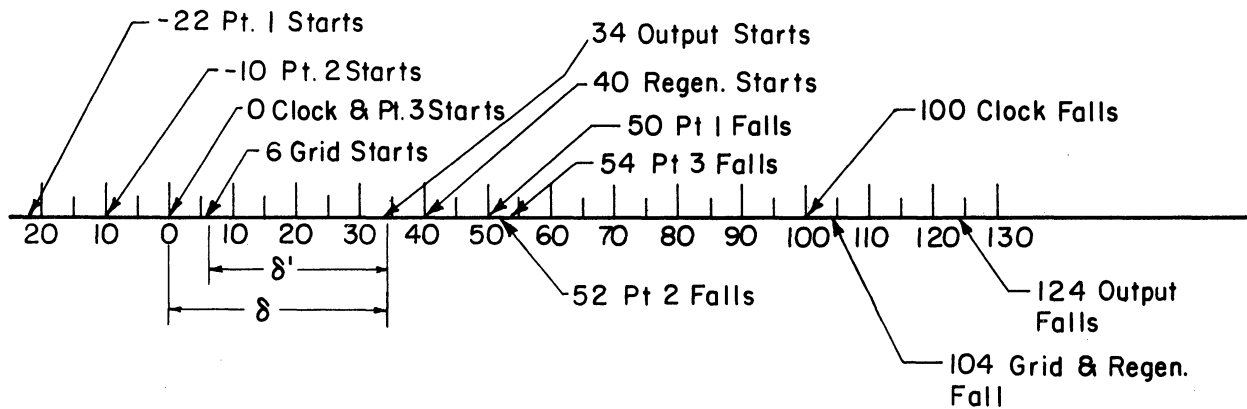 -22 Pt. 1 Starts
-10 Pt. 2 Starts
0 Clock & Pt. 3 Starts
6 Grid Starts
34 Output Starts
40 Regen. Starts
50 Pt 1 Falls
54 Pt 3 Falls
100 Clock Falls
20 10 0 10 20 30 40 50 60 70 80 90 100 110 120 130
δ'
δ
52 Pt 2 Falls
124 Output
Falls
104 Grid & Regen.
Fall